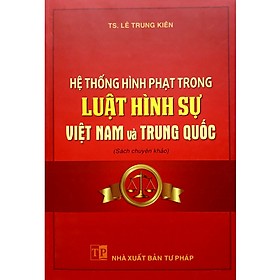 TS. LÊ TRUNG KIÊN
HỆ THỐNG HÌNH PHẠT TRONG
LUẬT HÌNH SỰ
VIỆT NAM và TRUNG QUỐC
(Sách chuyên khảo)
TP NHÀ XUẤT BẢN TƯ PHÁP